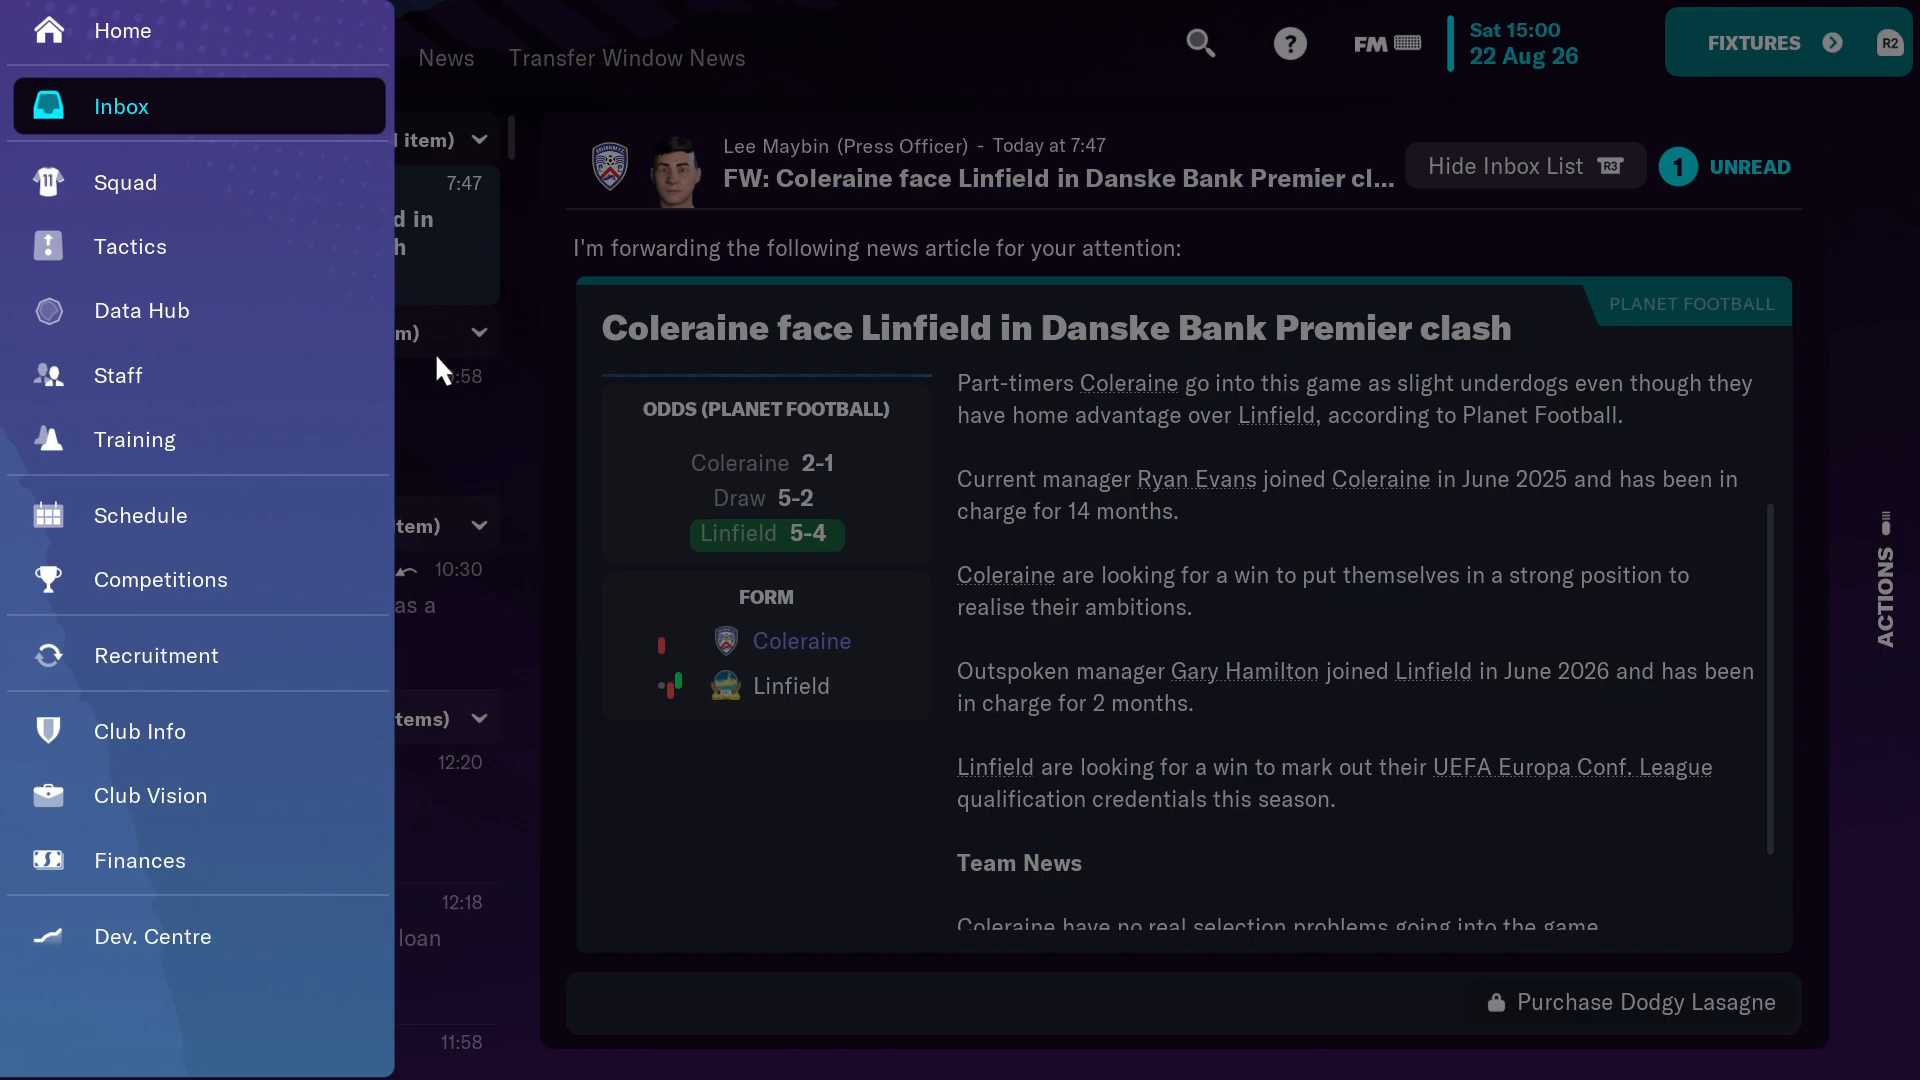 Home
Inbox
Squad
Tactics
Data Hub
Staff
Training
Schedule
Competitions
Recruitment
Club Info
Club Vision
Finances
Dev. Centre
News
Transfer Window News
FM
Sat 15:00
22 Aug 26
FIXTURES
R2
item)
7:47
d in
h
m)
:58
tem)
10:30
as a
tems)
12:20
12:18
loan
11:58
Lee Maybin (Press Officer) - Today at 7:47
FW: Coleraine face Linfield in Danske Bank Premier cl...
Hide Inbox List R3
1 UNREAD
I'm forwarding the following news article for your attention:
PLANET FOOTBALL
Coleraine face Linfield in Danske Bank Premier clash
ODDS (PLANET FOOTBALL)
Coleraine 2-1
Draw 5-2
Linfield 5-4
FORM
Coleraine
Linfield
Part-timers Coleraine go into this game as slight underdogs even though they
have home advantage over Linfield, according to Planet Football.
Current manager Ryan Evans joined Coleraine in June 2025 and has been in
charge for 14 months.
Coleraine are looking for a win to put themselves in a strong position to
realise their ambitions.
Outspoken manager Gary Hamilton joined Linfield in June 2026 and has been
in charge for 2 months.
Linfield are looking for a win to mark out their UEFA Europa Conf. League
qualification credentials this season.
Team News
Coleraine have no real selection problems going into the game.
Purchase Dodgy Lasagne
ACTIONS